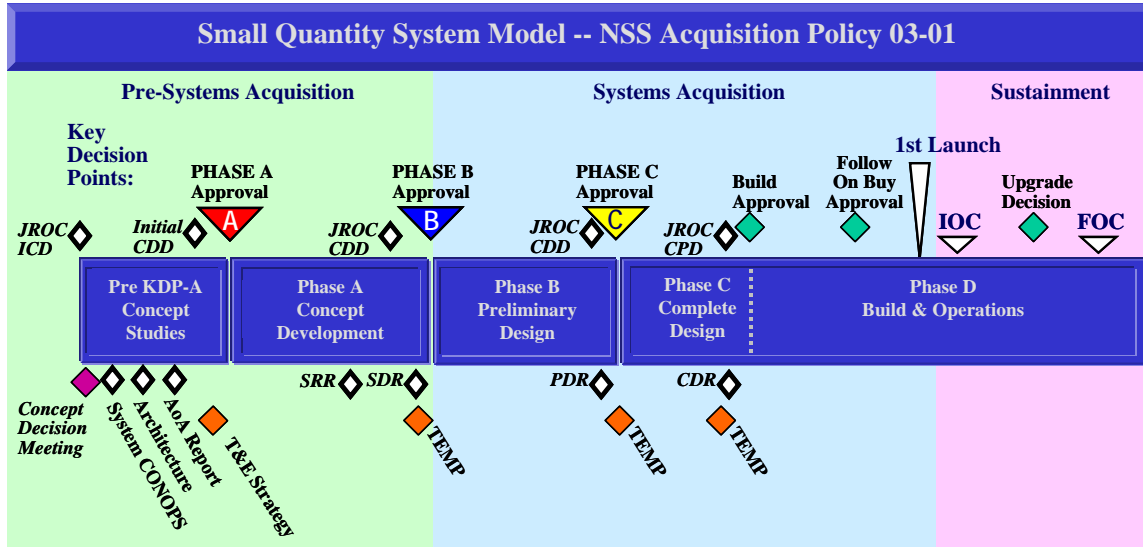 Small Quantity System Model -- NSS Acquisition Policy 03-01
Pre-Systems Acquisition
Systems Acquisition
Sustainment
Key
Decision
Points:
PHASE A
Approval
PHASE B
Approval
PHASE C
Approval
Build
Approval
Follow
On Buy
Approval
1st Launch
Upgrade
Decision
JROC
ICD
Initial
CDD
A
JROC
CDD
B
JROC
CDD
C
JROC
CPD
IOC
FOC
Pre KDP-A
Concept
Studies
Phase A
Concept
Development
Phase B
Preliminary
Design
Phase C
Complete
Design
Phase D
Build & Operations
Concept
Decision
Meeting
System CONOPS
Architecture
AoA Report
T&E Strategy
SRR
SDR
TEMP
PDR
TEMP
CDR
TEMP